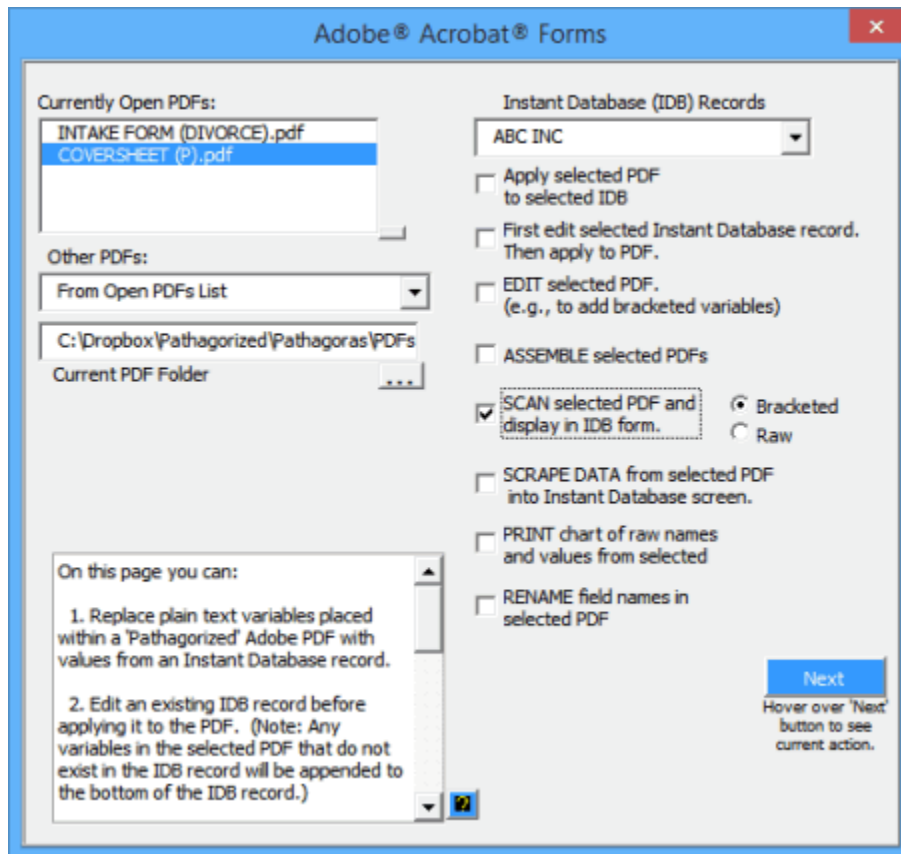 Adobe® Acrobat® Forms
Currently Open PDFs:
INTAKE FORM (DIVORCE).pdf
COVERSHEET (P).pdf
Other PDFs:
From Open PDFs List
C:\Dropbox\Pathagorized\Pathagoras\PDFs
Current PDF Folder
...
On this page you can:
1. Replace plain text variables placed
within a 'Pathagorized' Adobe PDF with
values from an Instant Database record.
2. Edit an existing IDB record before
applying it to the PDF. (Note: Any
variables in the selected PDF that do not
exist in the IDB record will be appended to
the bottom of the IDB record.)
?
Instant Database (IDB) Records
ABC INC
Apply selected PDF
to selected IDB
First edit selected Instant Database record.
Then apply to PDF.
EDIT selected PDF.
(e.g., to add bracketed variables)
ASSEMBLE selected PDFs
SCAN selected PDF and
display in IDB form.
Bracketed
Raw
SCRAPE DATA from selected PDF
into Instant Database screen.
PRINT chart of raw names
and values from selected
RENAME field names in
selected PDF
Next
Hover over 'Next'
button to see
current action.